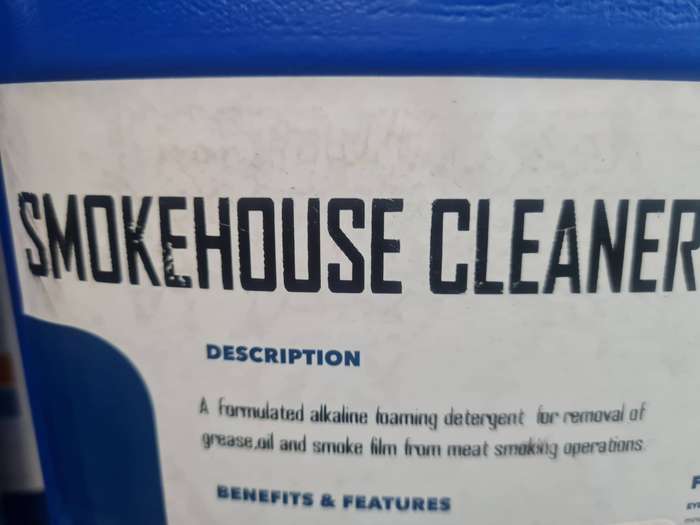 SMOKEHOUSE CLEANER
DESCRIPTION
A formulated alkaline foaming detergent for removal of
grease,oil and smoke film from meat smoking operations.
BENEFITS & FEATURES